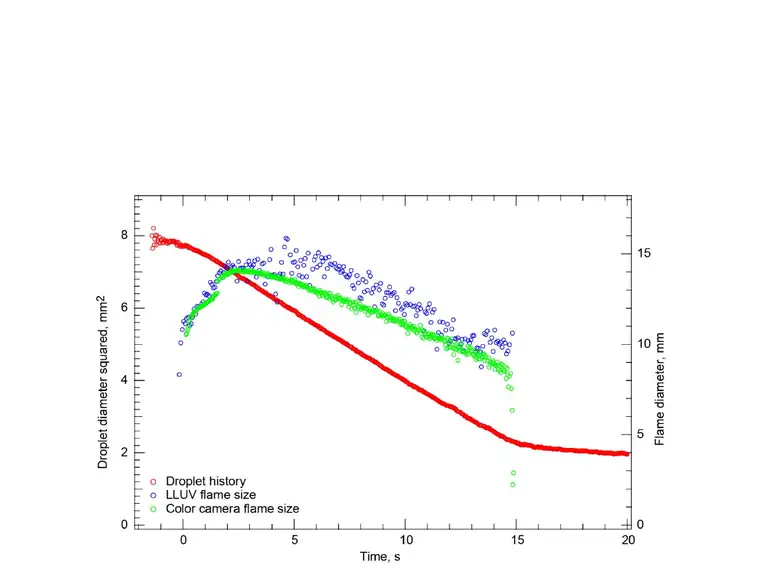 8
6
4
2
0
Droplet diameter squared, mm2
15
10
5
0
Flame diameter, mm
Droplet history
LLUV flame size
Color camera flame size
0 5 10 15 20
Time, s